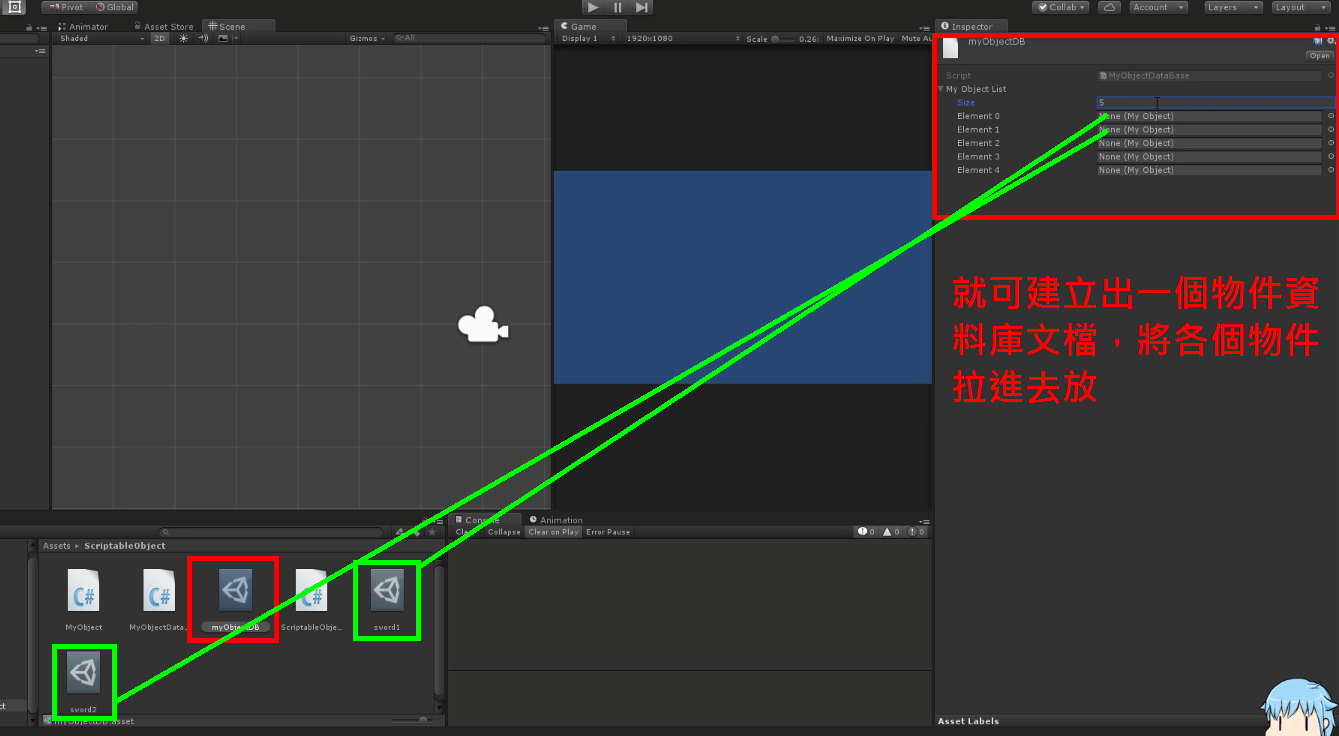 Pivot Global Collab Account Layers Layout
Animator Asset Store Scene Game Inspector
Shaded 2D Gizmos All Display 1 1920x1080 Scale 0.26 Maximize On Play Mute Au
myObjectDB
Open
Script MyObjectDataBase
My Object List
Size 5
Element 0 None (My Object)
Element 1 None (My Object)
Element 2 None (My Object)
Element 3 None (My Object)
Element 4 None (My Object)
就可建立出一個物件資
料庫文檔，將各個物件
拉進去放
Console Animation
Clear Collapse Clear on Play Error Pause 0 0 0
Assets ▸ ScriptableObject
C# C# C#
MyObject MyObjectData... myObjectDB ScriptableObje... sword1
sword2
myObjectDB.asset
Asset Labels